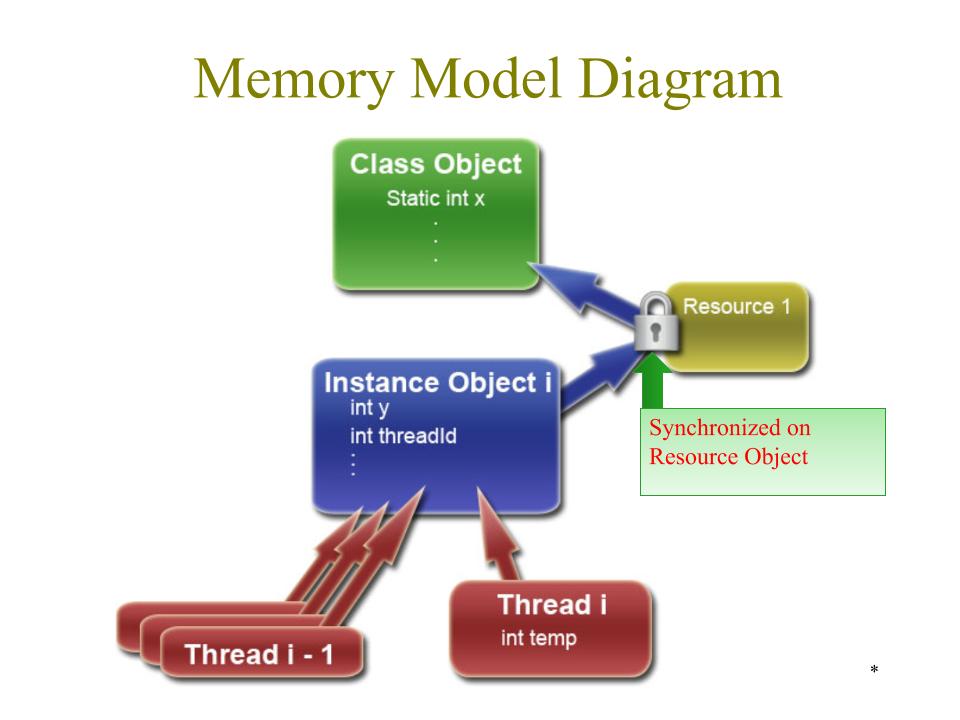 Memory Model Diagram
Class Object
Static int x
.
.
.
Resource 1
Instance Object i
int y
int threadId
:
:
Synchronized on
Resource Object
Thread i
int temp
Thread i - 1
*